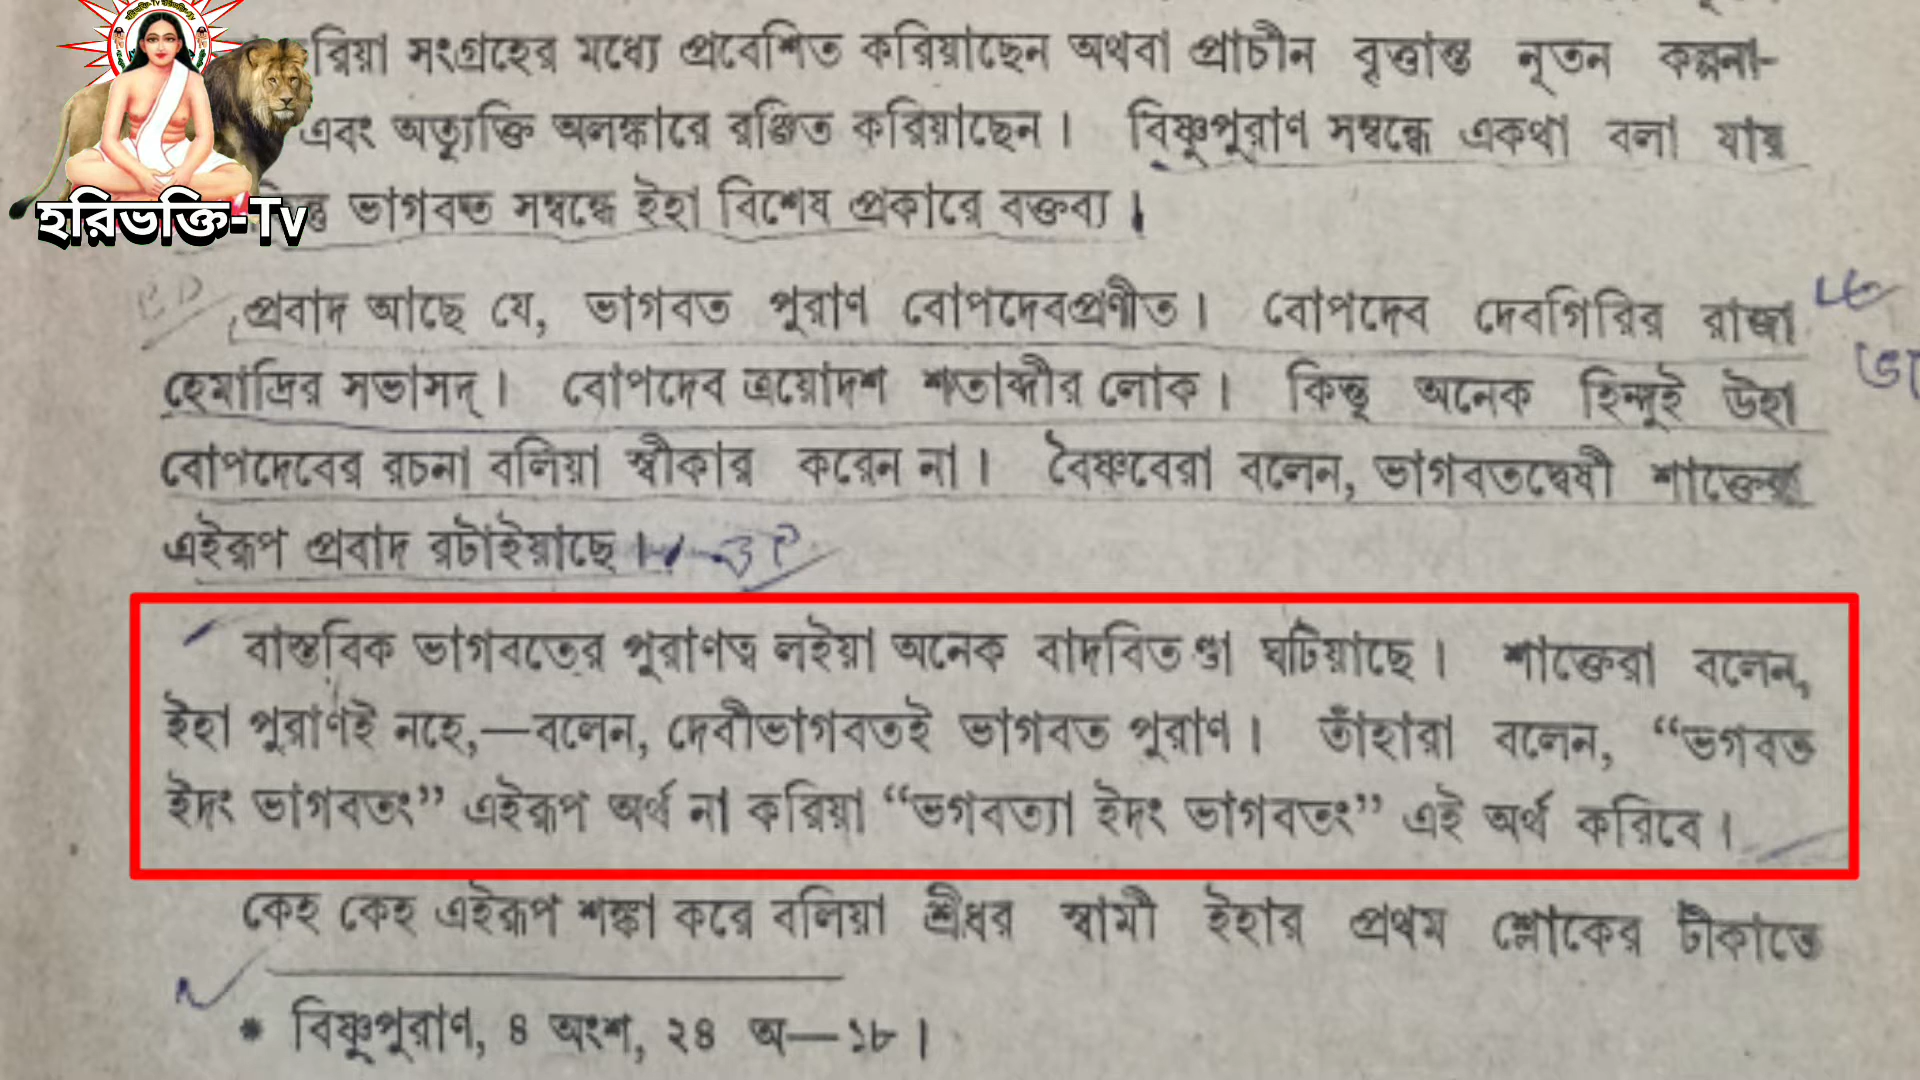 রিয়া সংগ্রহের মধ্যে প্রবেশিত করিয়াছেন অথবা প্রাচীন বৃত্তান্ত নূতন কল্পনা-
এবং অত্যুক্তি অলঙ্কারে রঞ্জিত করিয়াছেন। বিষ্ণুপুরাণ সম্বন্ধে একথা বলা যায়
ন্তু ভাগবত সম্বন্ধে ইহা বিশেষ প্রকারে বক্তব্য।
হরিভক্তি-Tv
প্রবাদ আছে যে, ভাগবত পুরাণ বোপদেবপ্রণীত। বোপদেব দেবগিরির রাজা
হেমাদ্রির সভাসদ্। বোপদেব ত্রয়োদশ শতাব্দীর লোক। কিন্তু অনেক হিন্দুই উহা
বোপদেবের রচনা বলিয়া স্বীকার করেন না। বৈষ্ণবেরা বলেন, ভাগবতদ্বেষী শাক্তেরা
এইরূপ প্রবাদ রটাইয়াছে।
বাস্তবিক ভাগবতের পুরাণত্ব লইয়া অনেক বাদবিতণ্ডা ঘটিয়াছে। শাক্তেরা বলেন,
ইহা পুরাণই নহে,—বলেন, দেবীভাগবতই ভাগবত পুরাণ। তাঁহারা বলেন, “ভগবত
ইদং ভাগবতং” এইরূপ অর্থ না করিয়া “ভগবত্যা ইদং ভাগবতং” এই অর্থ করিবে।
কেহ কেহ এইরূপ শঙ্কা করে বলিয়া শ্রীধর স্বামী ইহার প্রথম শ্লোকের টীকাতে
* বিষ্ণুপুরাণ, ৪ অংশ, ২৪ অ—১৮।